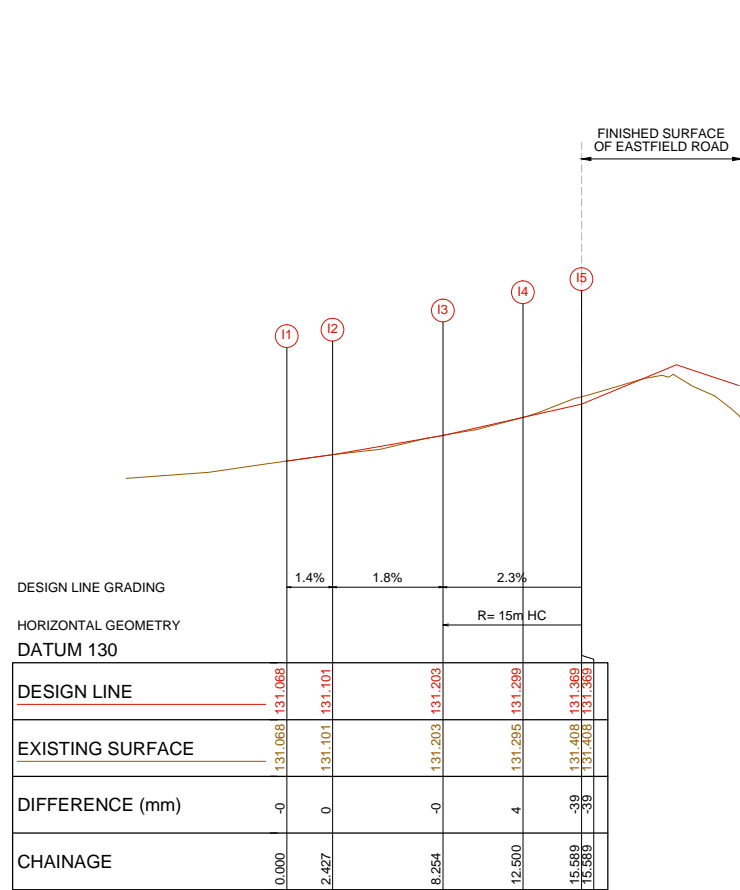 FINISHED SURFACE
OF EASTFIELD ROAD
I1
I2
I3
I4
I5
DESIGN LINE GRADING
1.4%
1.8%
2.3%
HORIZONTAL GEOMETRY
R= 15m HC
DATUM 130
DESIGN LINE
131.068
131.101
131.203
131.299
131.369
131.369
EXISTING SURFACE
131.068
131.101
131.203
131.295
131.408
131.408
DIFFERENCE (mm)
-0
0
-0
4
-39
-39
CHAINAGE
0.000
2.427
8.254
12.500
15.589
15.589